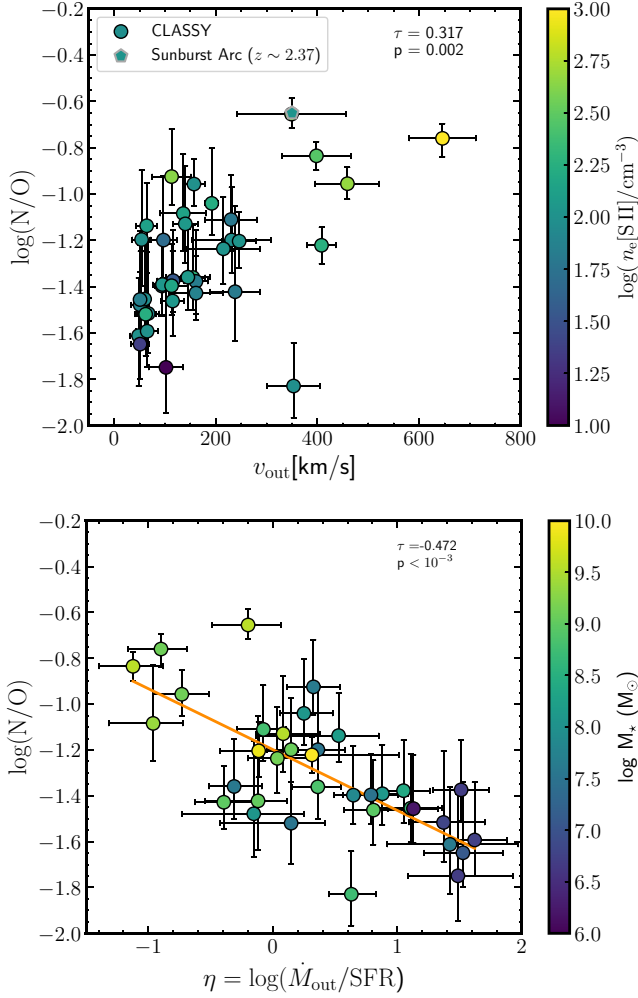 −0.2
−0.4
−0.6
−0.8
−1.0
−1.2
−1.4
−1.6
−1.8
−2.0
log(N/O)
CLASSY
Sunburst Arc (z ∼ 2.37)
τ = 0.317
p = 0.002
0 200 400 600 800
v_out[km/s]
3.00
2.75
2.50
2.25
2.00
1.75
1.50
1.25
1.00
log( n_e[S II]/cm⁻³)
−0.2
−0.4
−0.6
−0.8
−1.0
−1.2
−1.4
−1.6
−1.8
−2.0
log(N/O)
τ =-0.472
p < 10⁻³
−1 0 1 2
η = log(Ṁ_out/SFR)
10.0
9.5
9.0
8.5
8.0
7.5
7.0
6.5
6.0
log M⋆ (M⊙)